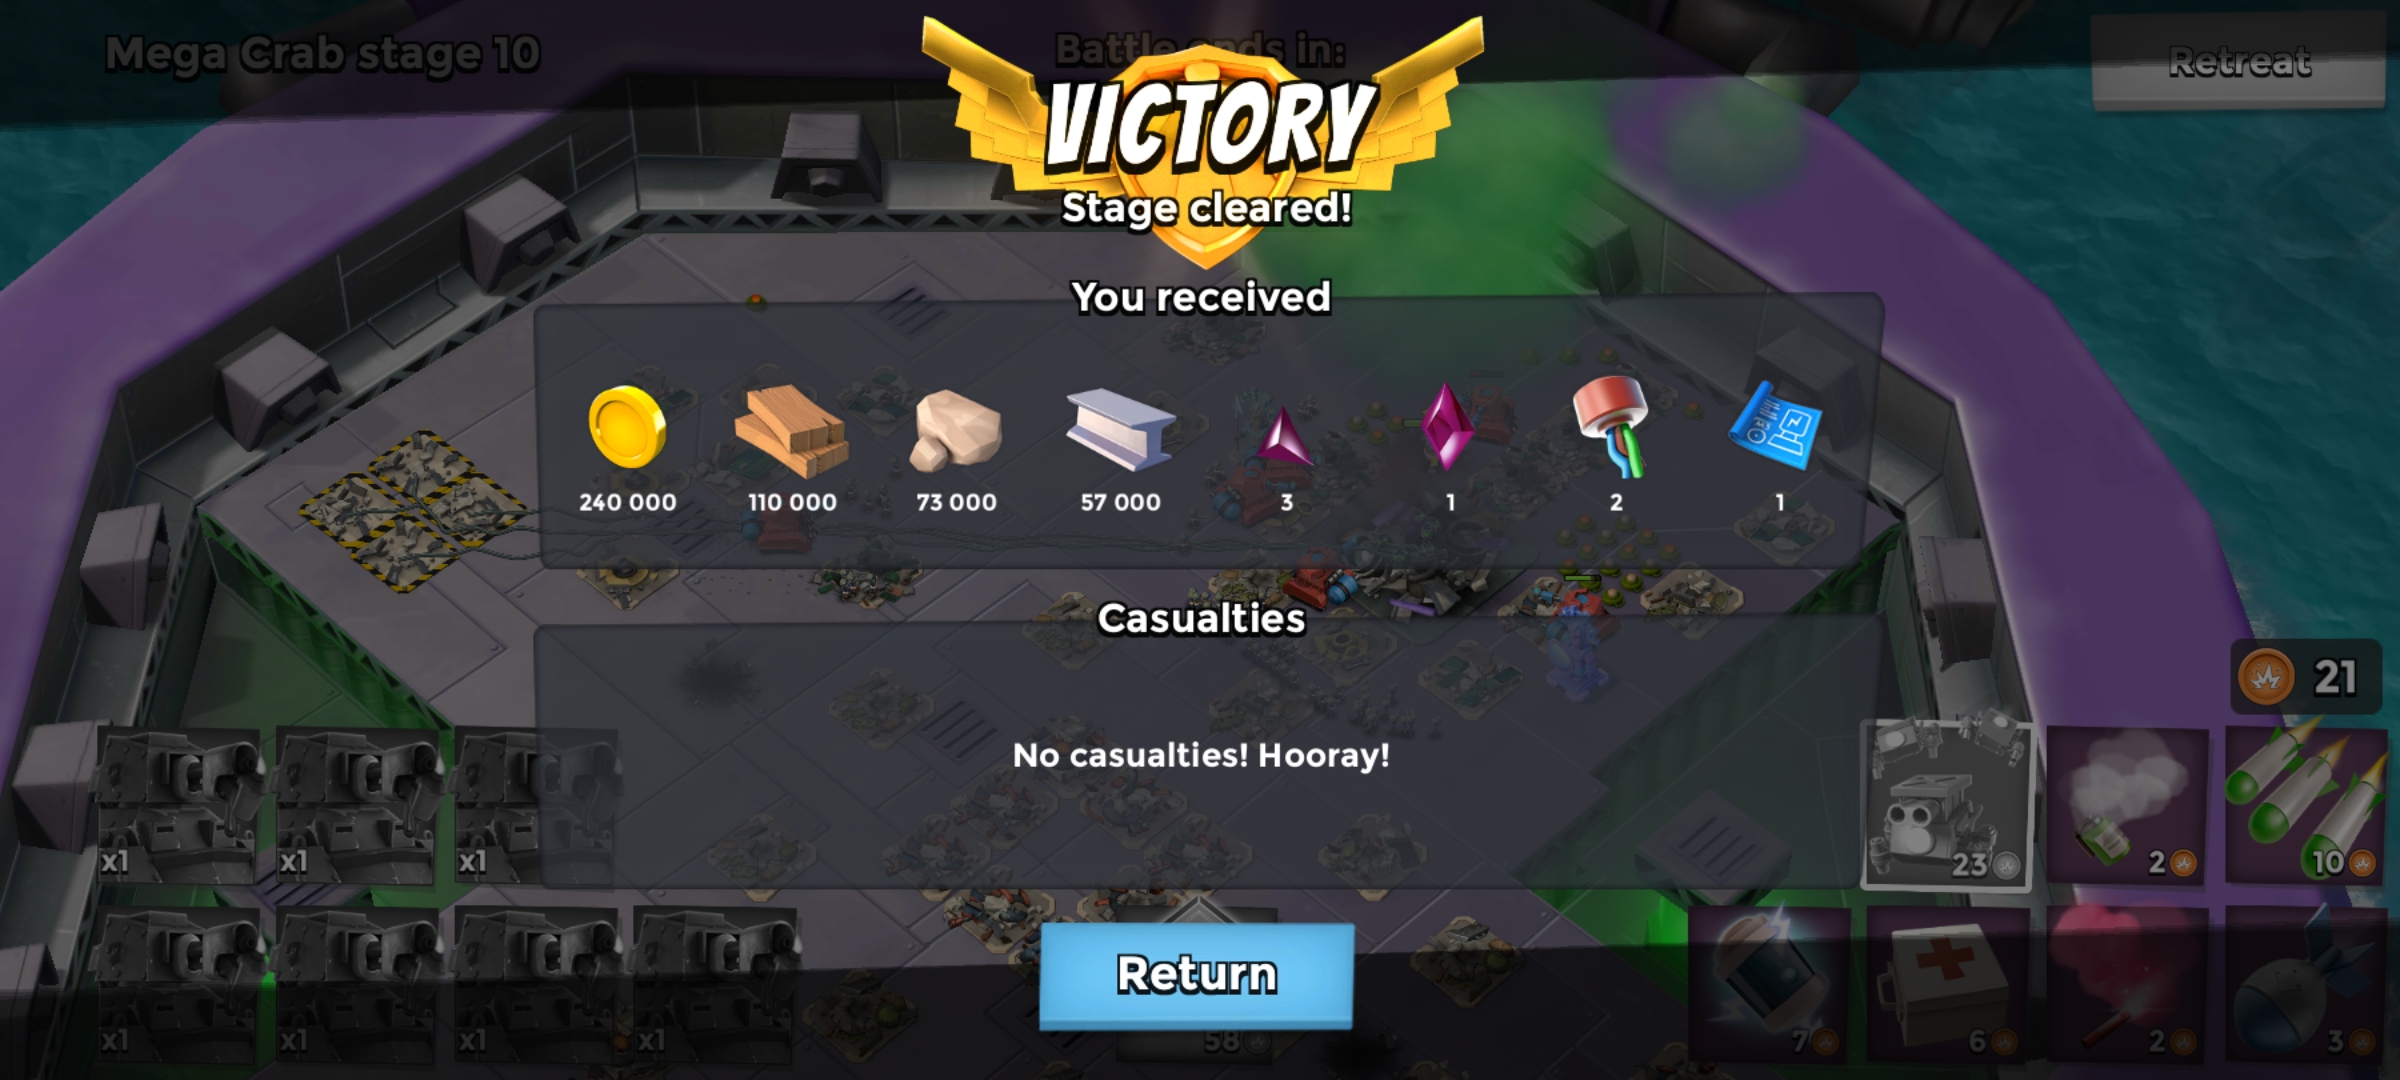 Mega Crab stage 10
Battle ends in:
Retreat
VICTORY
Stage cleared!
You received
240 000
110 000
73 000
57 000
3
1
2
1
Casualties
No casualties! Hooray!
21
x1
x1
x1
23
2
10
x1
x1
x1
x1
Return
58
7
6
2
3